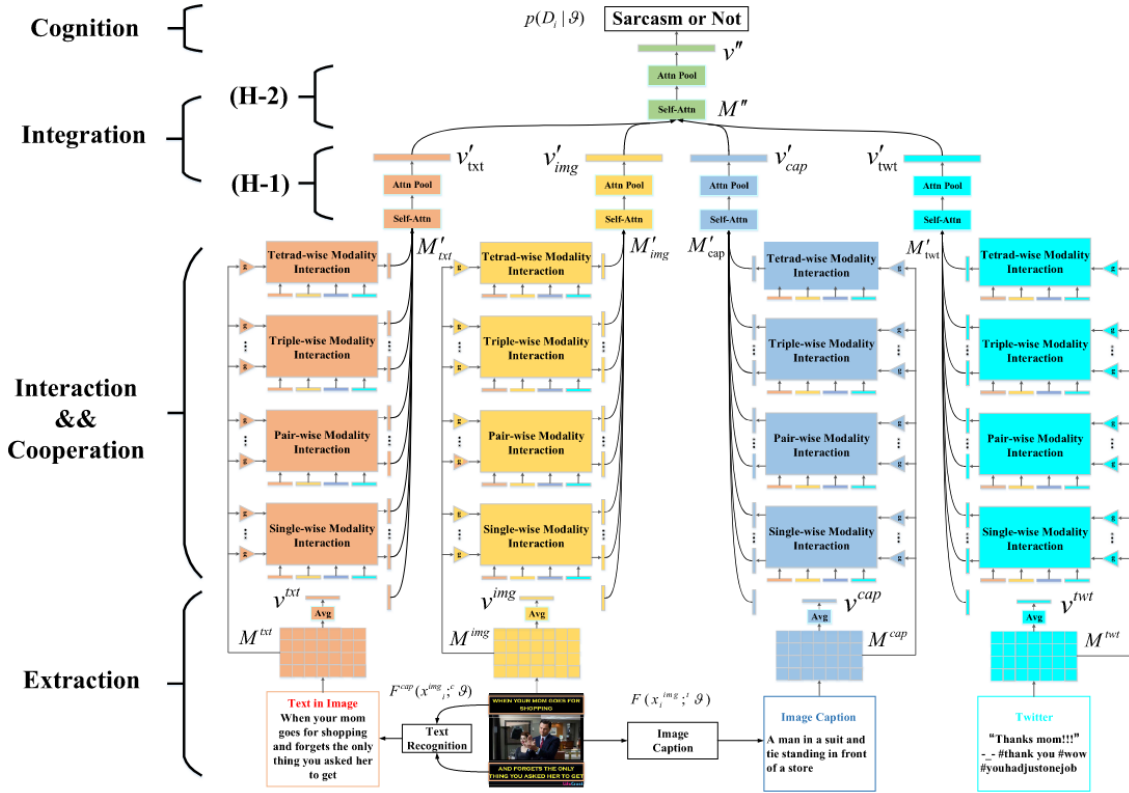 Cognition
p(D_i | ϑ)
Sarcasm or Not
v″
Attn Pool
(H-2)
Self-Attn
M″
Integration
(H-1)
v′_txt
v′_img
v′_cap
v′_twt
Attn Pool
Attn Pool
Attn Pool
Attn Pool
Self-Attn
Self-Attn
Self-Attn
Self-Attn
M′_txt
M′_img
M′_cap
M′_twt
Interaction
&&
Cooperation
g
Tetrad-wise Modality
Interaction
g
Tetrad-wise Modality
Interaction
Tetrad-wise Modality
Interaction
g
Tetrad-wise Modality
Interaction
g
g
...
g
Triple-wise Modality
Interaction
...
g
...
g
Triple-wise Modality
Interaction
...
...
Triple-wise Modality
Interaction
g
...
g
...
Triple-wise Modality
Interaction
g
...
g
g
...
g
Pair-wise Modality
Interaction
...
g
...
g
Pair-wise Modality
Interaction
...
...
Pair-wise Modality
Interaction
g
...
g
...
Pair-wise Modality
Interaction
g
...
g
g
...
g
Single-wise Modality
Interaction
...
g
...
g
Single-wise Modality
Interaction
...
...
Single-wise Modality
Interaction
g
...
g
...
Single-wise Modality
Interaction
g
...
g
Extraction
v^txt
v^img
v^cap
v^twt
Avg
Avg
Avg
Avg
M^txt
M^img
M^cap
M^twt
Text in Image
When your mom
goes for shopping
and forgets the only
thing you asked her
to get
F^cap(x^img_i;^c ϑ)
Text
Recognition
WHEN YOUR MOM GOES FOR
SHOPPING
AND FORGETS THE ONLY
THING YOU ASKED HER TO GET
F(x_i^img;^t ϑ)
Image
Caption
Image Caption
A man in a suit and
tie standing in front
of a store
Twitter
“Thanks mom!!!”
-_- #thank you #wow
#youhadjustonejob